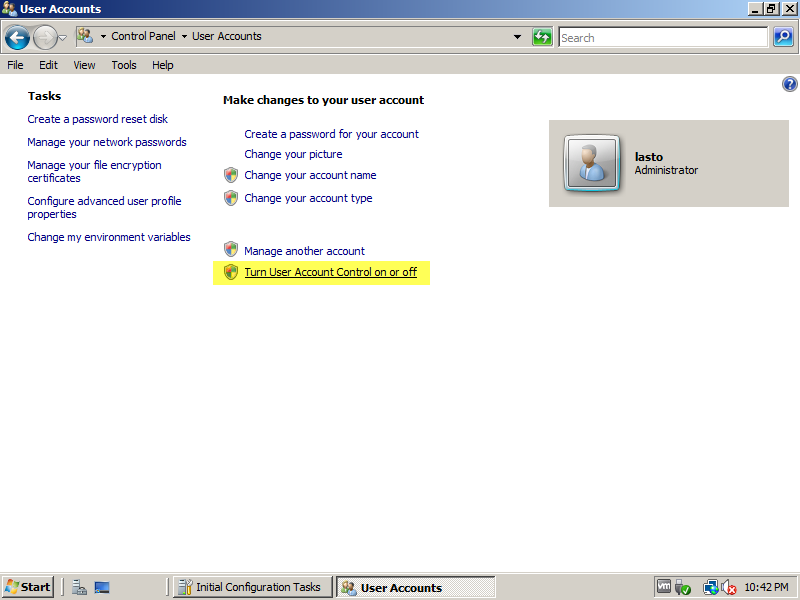 User Accounts
Control Panel User Accounts
Search
File Edit View Tools Help
Tasks
Create a password reset disk
Manage your network passwords
Manage your file encryption
certificates
Configure advanced user profile
properties
Change my environment variables
Make changes to your user account
Create a password for your account
Change your picture
Change your account name
Change your account type
Manage another account
Turn User Account Control on or off
lasto
Administrator
Start
Initial Configuration Tasks
User Accounts
10:42 PM